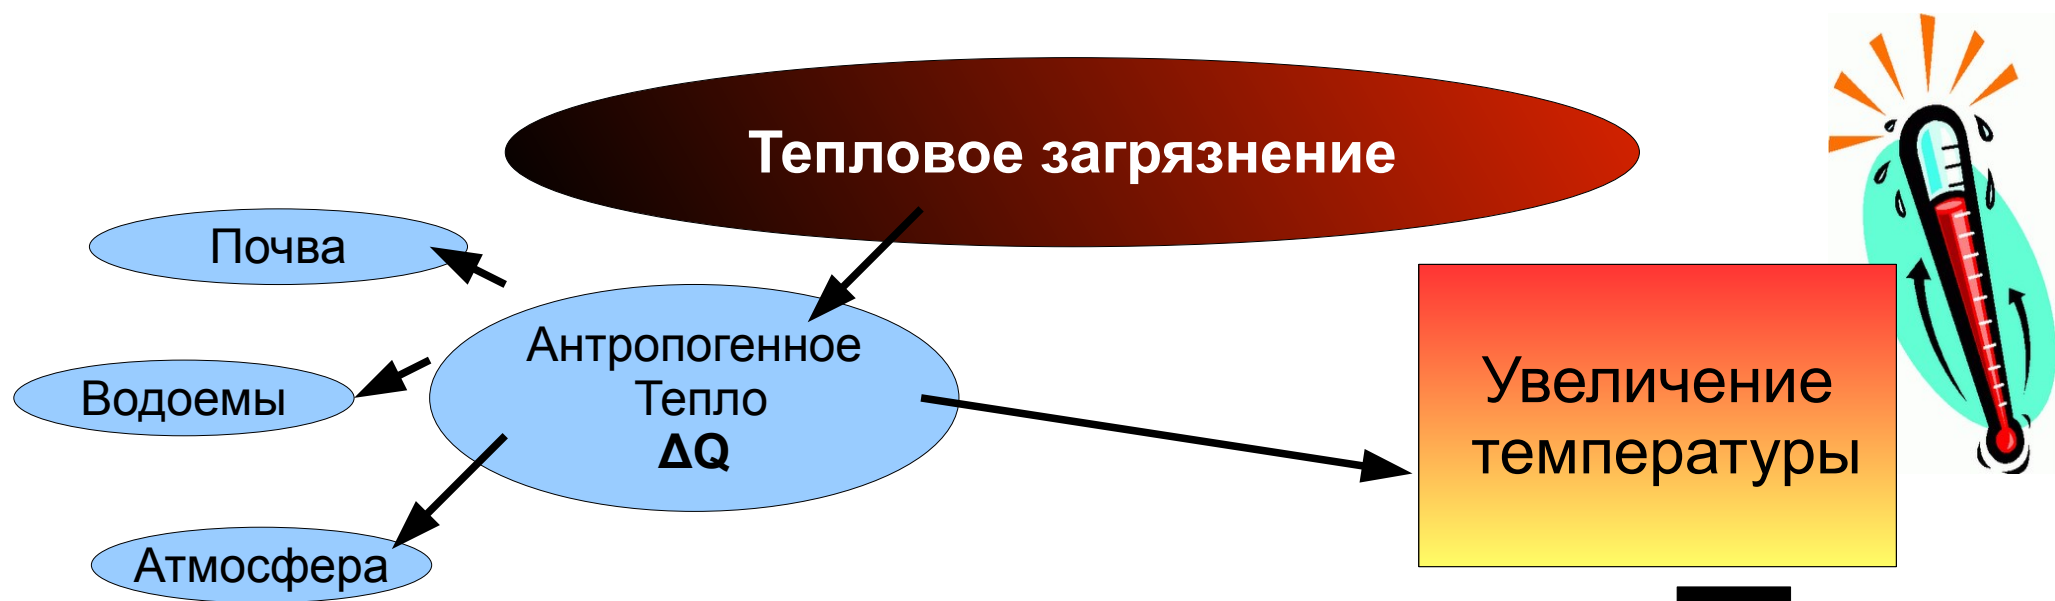 Тепловое загрязнение
Почва
Антропогенное
Тепло
ΔQ
Водоемы
Атмосфера
Увеличение
температуры